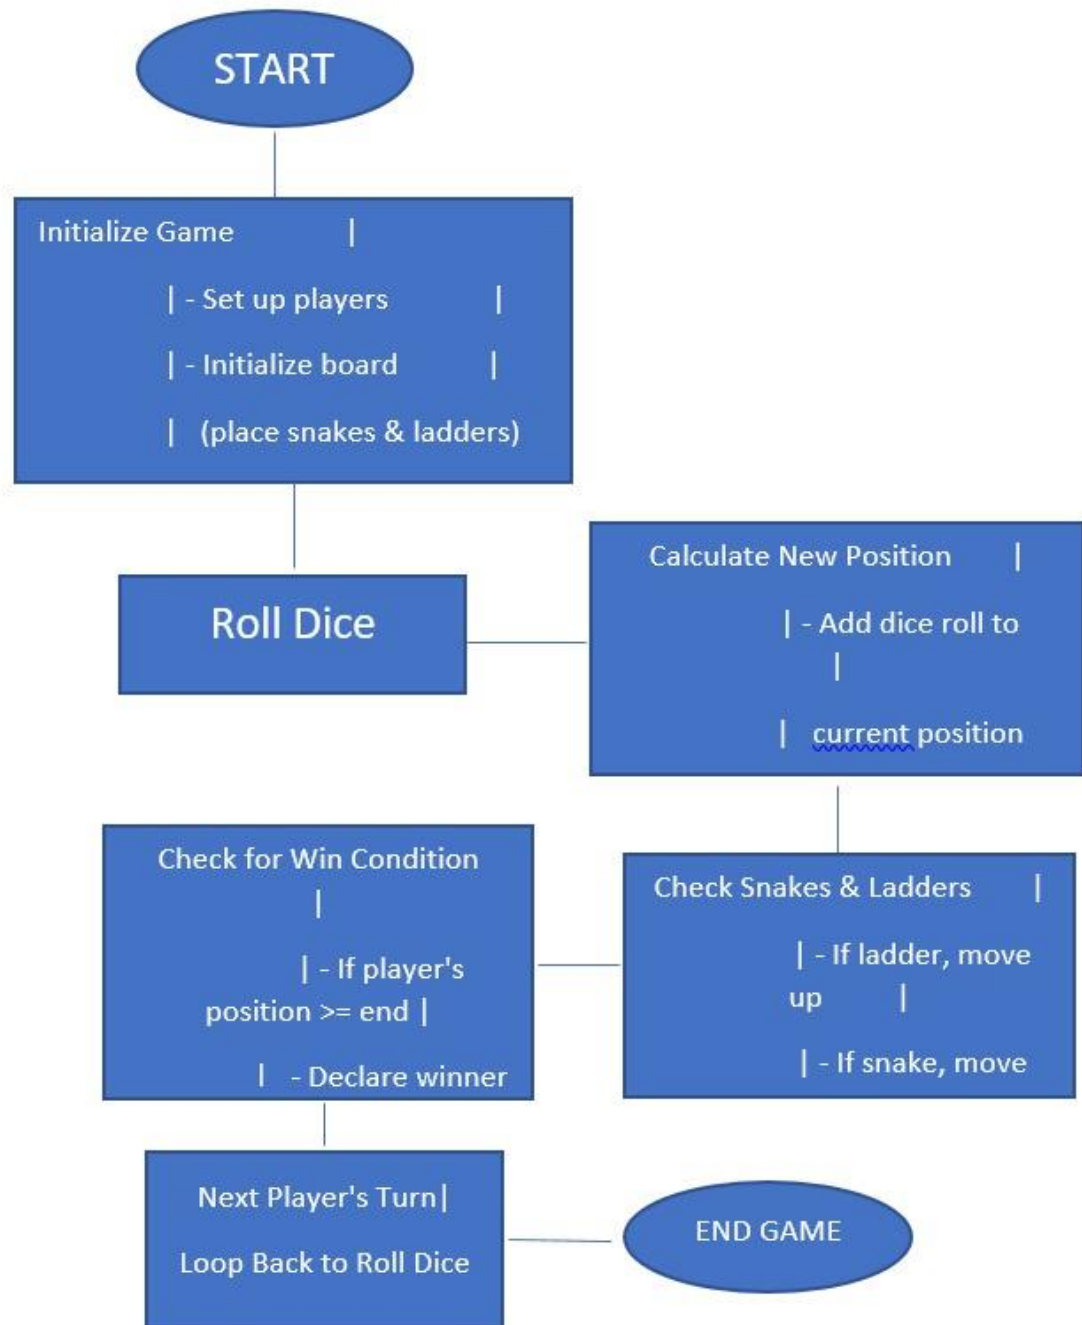 START
Initialize Game |
| - Set up players |
| - Initialize board |
| (place snakes & ladders)
Roll Dice
Calculate New Position |
| - Add dice roll to
|
| current position
Check Snakes & Ladders |
| - If ladder, move
up |
| - If snake, move
Check for Win Condition
|
| - If player's
position >= end |
| - Declare winner
Next Player's Turn|
Loop Back to Roll Dice
END GAME